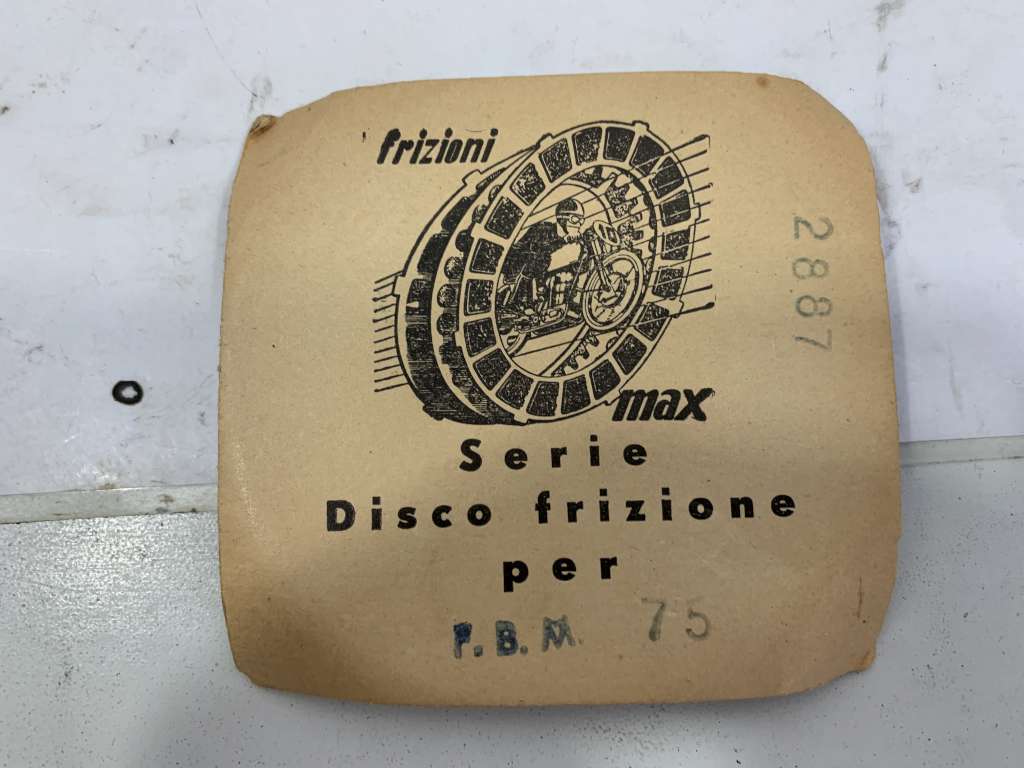 frizioni
max
2887
Serie
Disco frizione
per
F.B.M. 75